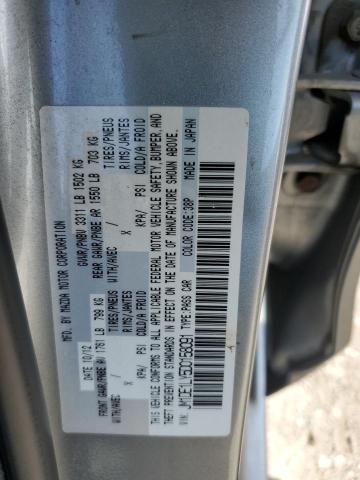 MFD. BY MAZDA MOTOR CORPORATION
DATE: 10/12 GVWR/PNBV 3311 LB 1502 KG
FRONT GAWR/PNBE AV 1761 LB 799 KG REAR GAWR/PNBE AR 1550 LB 703 KG
WITH/AVEC TIRES/PNEUS WITH/AVEC TIRES/PNEUS
X RIMS/JANTES X RIMS/JANTES
KPA/ PSI COLD/A FROID KPA/ PSI COLD/A FROID
THIS VEHICLE CONFORMS TO ALL APPLICABLE FEDERAL MOTOR VEHICLE SAFETY, BUMPER, AND
THEFT PREVENTION STANDARDS IN EFFECT ON THE DATE OF MANUFACTURE SHOWN ABOVE.
MADE IN JAPAN
TYPE: PASS CAR COLOR CODE: 38P